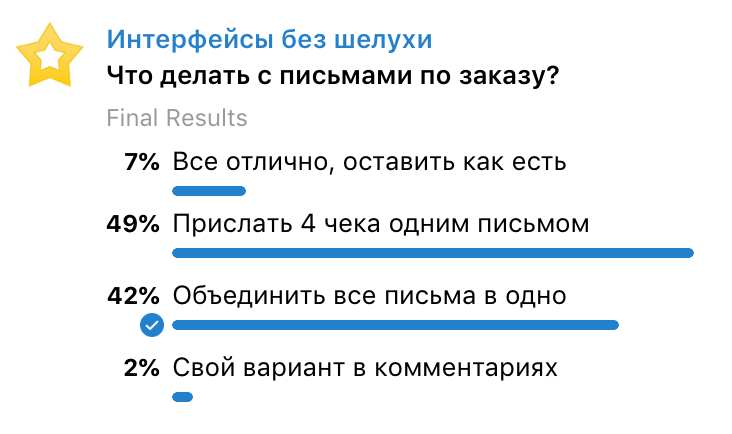 Интерфейсы без шелухи
Что делать с письмами по заказу?
Final Results
7% Все отлично, оставить как есть
49% Прислать 4 чека одним письмом
42% Объединить все письма в одно
2% Свой вариант в комментариях